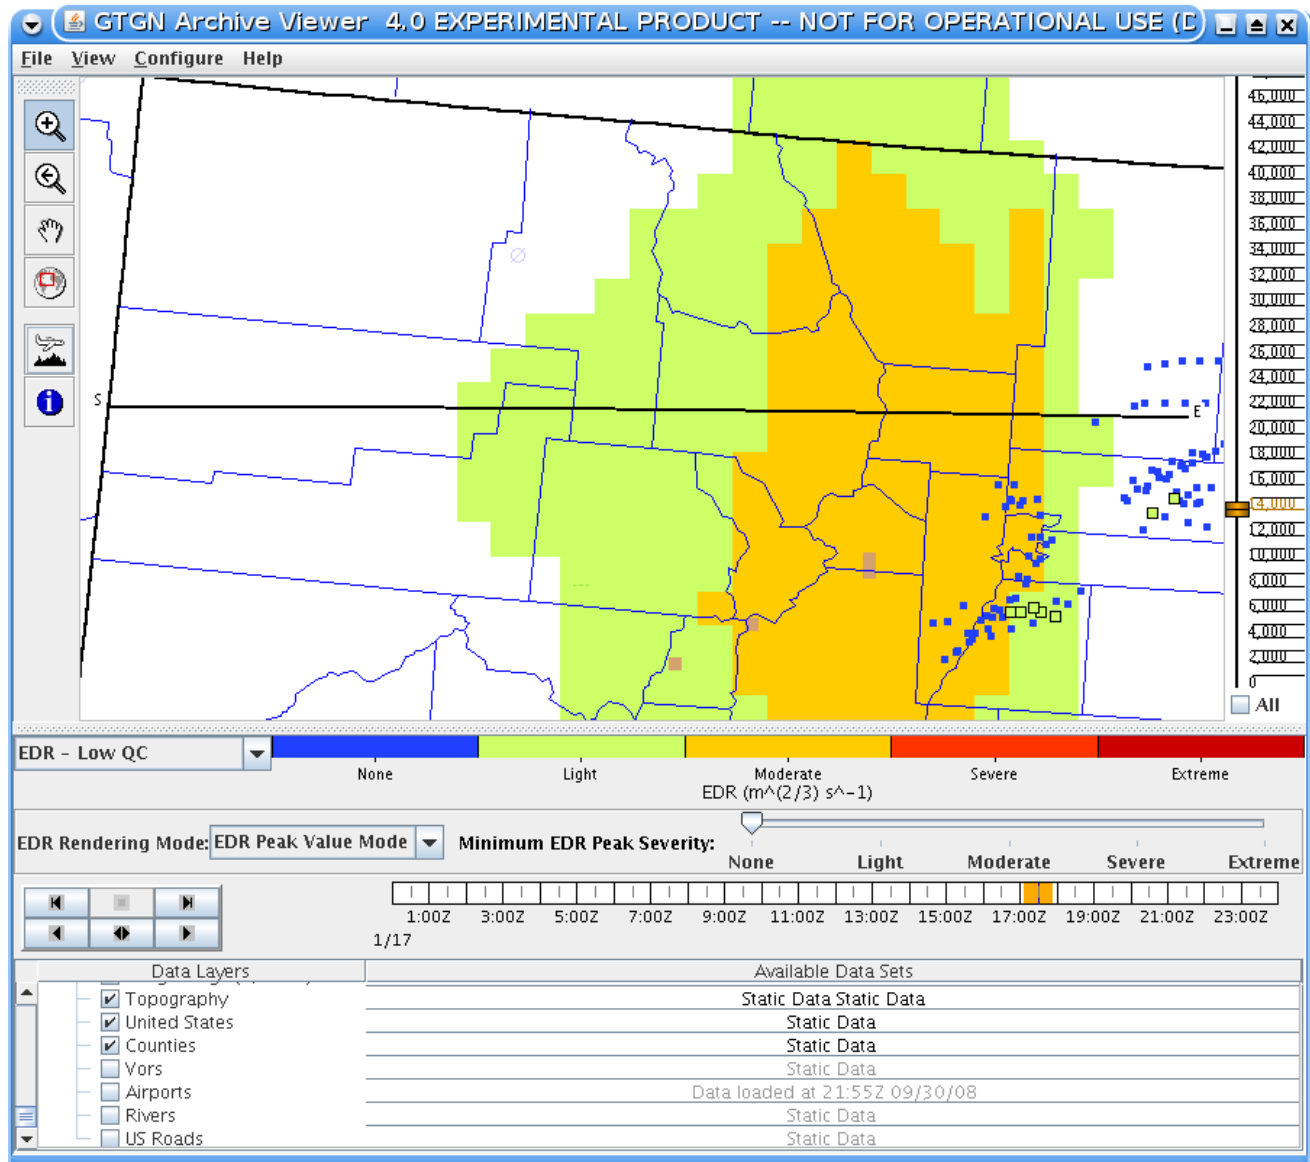 GTGN Archive Viewer 4.0 EXPERIMENTAL PRODUCT -- NOT FOR OPERATIONAL USE (D
File View Configure Help
S
E
45,000
44,000
42,000
40,000
38,000
36,000
34,000
32,000
30,000
28,000
26,000
24,000
22,000
20,000
18,000
16,000
14,000
12,000
10,000
8,000
6,000
4,000
2,000
0
All
EDR - Low QC
None Light Moderate Severe Extreme
EDR (m^(2/3) s^-1)
EDR Rendering Mode: EDR Peak Value Mode Minimum EDR Peak Severity:
None Light Moderate Severe Extreme
1:00Z 3:00Z 5:00Z 7:00Z 9:00Z 11:00Z 13:00Z 15:00Z 17:00Z 19:00Z 21:00Z 23:00Z
1/17
Data Layers Available Data Sets
Topography Static Data Static Data
United States Static Data
Counties Static Data
Vors Static Data
Airports Data loaded at 21:55Z 09/30/08
Rivers Static Data
US Roads Static Data